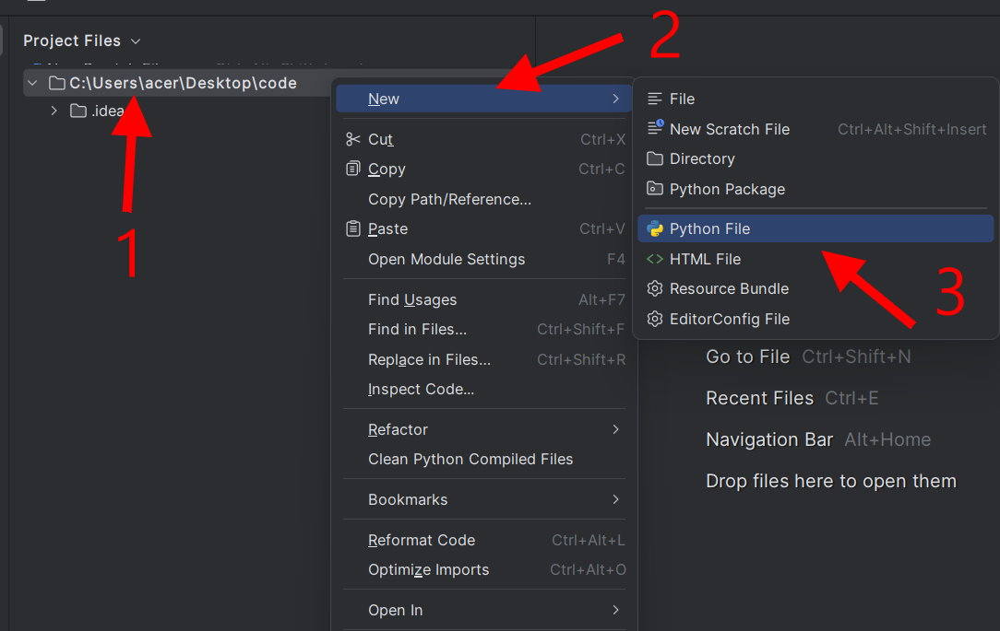 Project Files
C:\Users\acer\Desktop\code
.idea
1
2
3
New
Cut Ctrl+X
Copy Ctrl+C
Copy Path/Reference...
Paste Ctrl+V
Open Module Settings F4
Find Usages Alt+F7
Find in Files... Ctrl+Shift+F
Replace in Files... Ctrl+Shift+R
Inspect Code...
Refactor
Clean Python Compiled Files
Bookmarks
Reformat Code Ctrl+Alt+L
Optimize Imports Ctrl+Alt+O
Open In
File
New Scratch File Ctrl+Alt+Shift+Insert
Directory
Python Package
Python File
HTML File
Resource Bundle
EditorConfig File
Go to File Ctrl+Shift+N
Recent Files Ctrl+E
Navigation Bar Alt+Home
Drop files here to open them